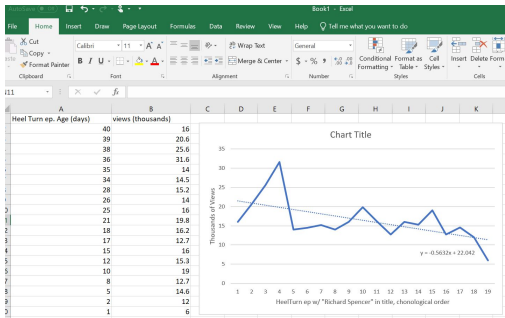 AutoSave Off
Book1 - Excel
File Home Insert Draw Page Layout Formulas Data Review View Help Tell me what you want to do
Cut
Copy
Format Painter
Clipboard
Calibri 11 A A
B I U A
Font
Wrap Text
Merge & Center
Alignment
General
$ % 9
Number
Conditional Formatting
Format as Table
Cell Styles
Styles
Insert Delete Form
Cells
fx
A B C D E F G H I J K
Heel Turn ep. Age (days) views (thousands)
40 16
39 20.6
38 25.6
36 31.6
35 14
34 14.5
28 15.2
26 14
25 16
21 19.8
18 16.2
17 12.7
15 16
12 15.3
10 19
8 12.7
5 14.6
2 12
1 6
Chart Title
35
30
25
20
15
10
5
0
Thousands of Views
y = -0.5632x + 22.042
1 2 3 4 5 6 7 8 9 10 11 12 13 14 15 16 17 18 19
HeelTurn ep w/ "Richard Spencer" in title, chonological order